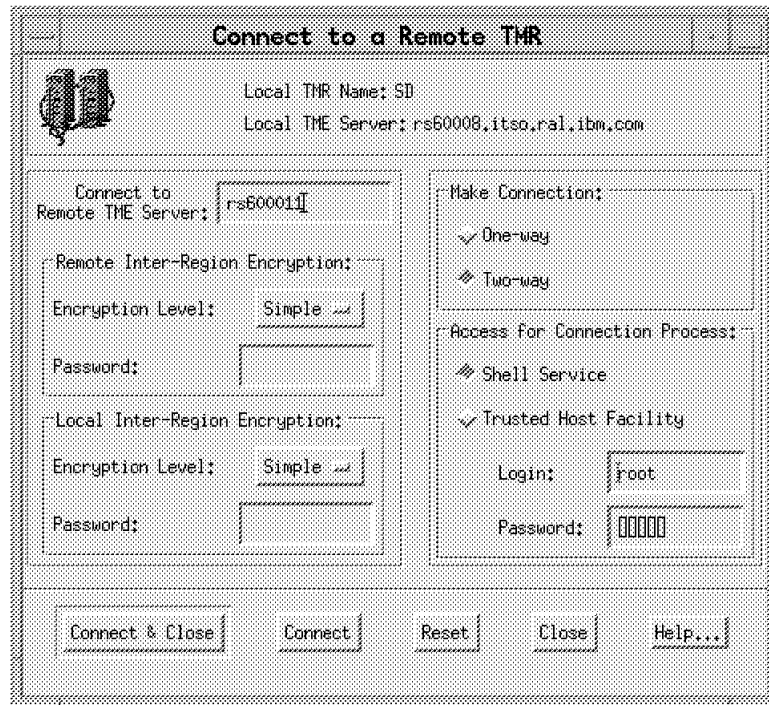 Connect to a Remote TMR
Local TMR Name: SD
Local TME Server: rs60008.itso.ral.ibm.com
Connect to
Remote TME Server: rs600011
Remote Inter-Region Encryption:
Encryption Level: Simple
Password:
Local Inter-Region Encryption:
Encryption Level: Simple
Password:
Make Connection:
One-way
Two-way
Access for Connection Process:
Shell Service
Trusted Host Facility
Login: root
Password:
Connect & Close
Connect
Reset
Close
Help...